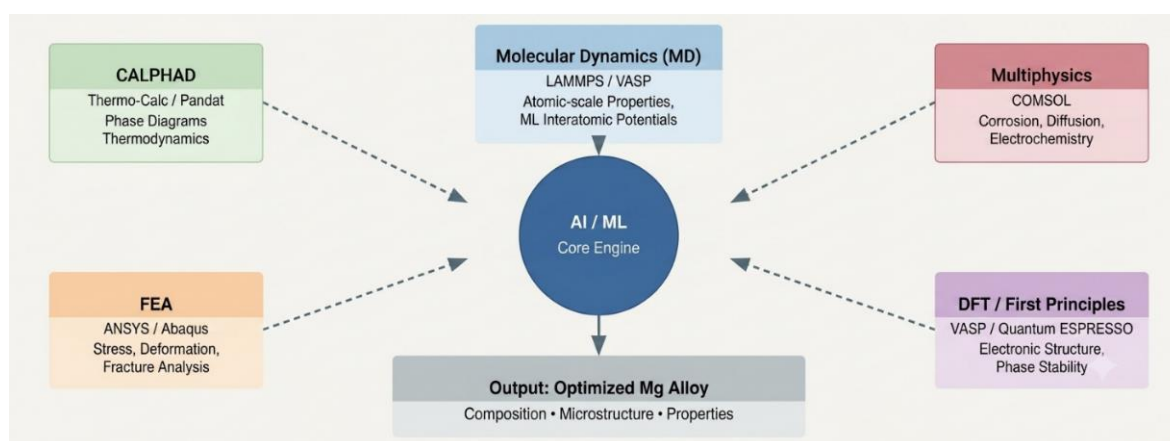 CALPHAD
Thermo-Calc / Pandat
Phase Diagrams
Thermodynamics
Molecular Dynamics (MD)
LAMMPS / VASP
Atomic-scale Properties,
ML Interatomic Potentials
Multiphysics
COMSOL
Corrosion, Diffusion,
Electrochemistry
AI / ML
Core Engine
FEA
ANSYS / Abaqus
Stress, Deformation,
Fracture Analysis
DFT / First Principles
VASP / Quantum ESPRESSO
Electronic Structure,
Phase Stability
Output: Optimized Mg Alloy
Composition • Microstructure • Properties